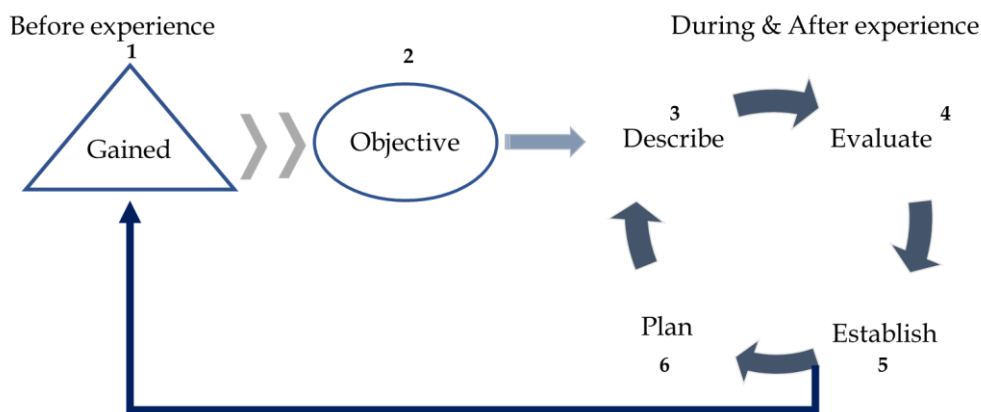 Before experience
During & After experience
1
2
Gained
Objective
3
Describe
4
Evaluate
Plan
6
Establish
5